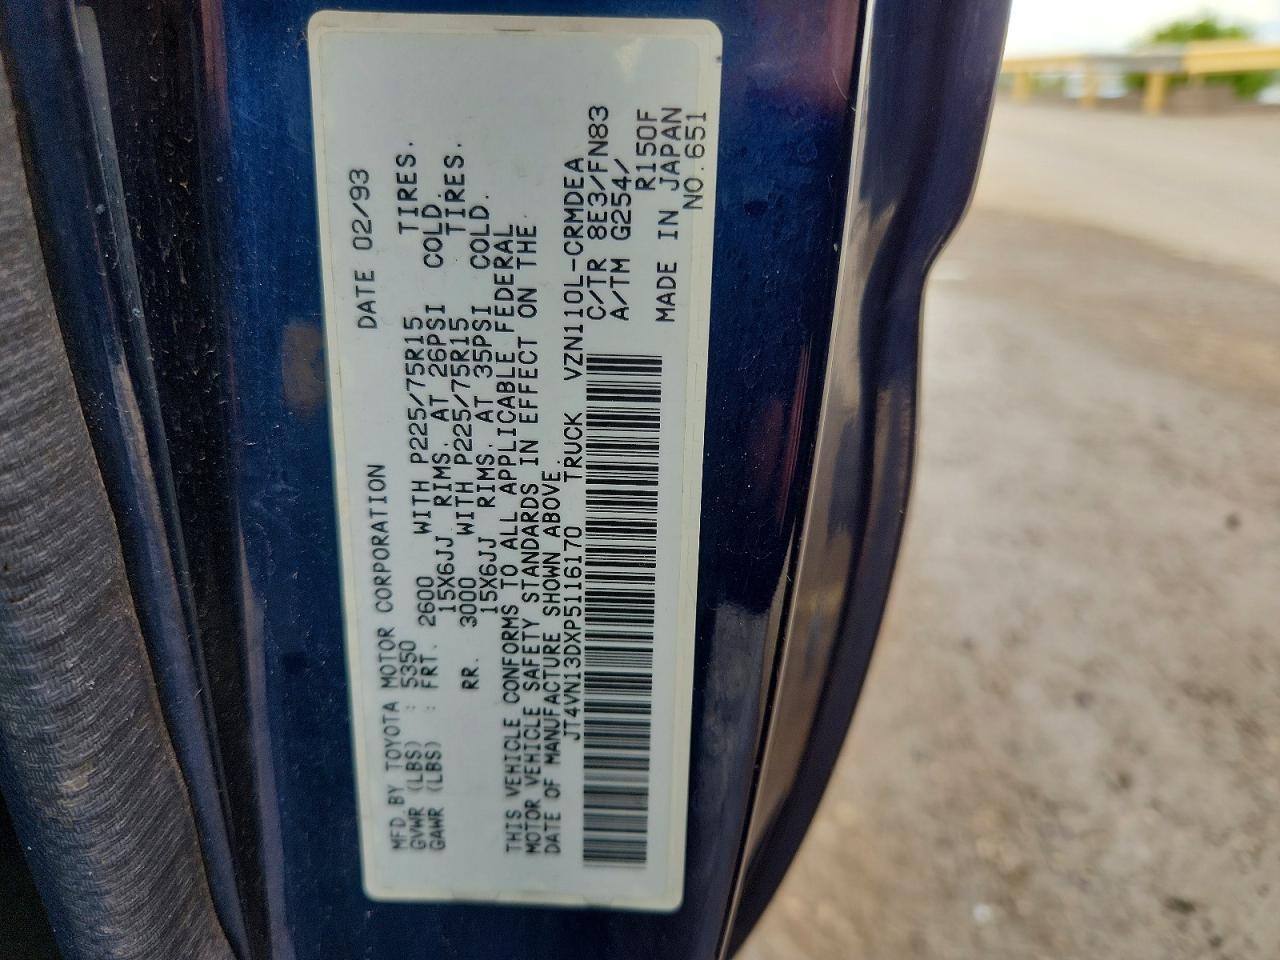 MFD. BY TOYOTA MOTOR CORPORATION DATE 02/93
GVWR (LBS) : 5350
GAWR (LBS) : FRT. 2600 WITH P225/75R15 TIRES.
15X6JJ RIMS. AT 26PSI COLD.
RR. 3000 WITH P225/75R15 TIRES.
15X6JJ RIMS. AT 35PSI COLD.
THIS VEHICLE CONFORMS TO ALL APPLICABLE FEDERAL
MOTOR VEHICLE SAFETY STANDARDS IN EFFECT ON THE
DATE OF MANUFACTURE SHOWN ABOVE.
JT4VN13DXP5116170 TRUCK VZN110L-CRMDEA
C/TR 8E3/FN83
A/TM G254/
R150F
MADE IN JAPAN
NO.651